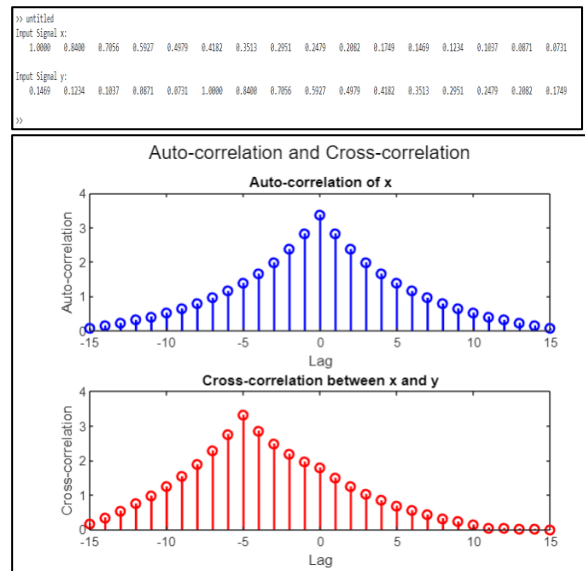 >> untitled
Input Signal x:
1.0000 0.8400 0.7056 0.5927 0.4979 0.4182 0.3513 0.2951 0.2479 0.2082 0.1749 0.1469 0.1234 0.1037 0.0871 0.0731
Input Signal y:
0.1469 0.1234 0.1037 0.0871 0.0731 1.0000 0.8400 0.7056 0.5927 0.4979 0.4182 0.3513 0.2951 0.2479 0.2082 0.1749
>>
Auto-correlation and Cross-correlation
Auto-correlation of x
Auto-correlation
4
3
2
1
0
-15 -10 -5 0 5 10 15
Lag
Cross-correlation between x and y
Cross-correlation
4
3
2
1
0
-15 -10 -5 0 5 10 15
Lag